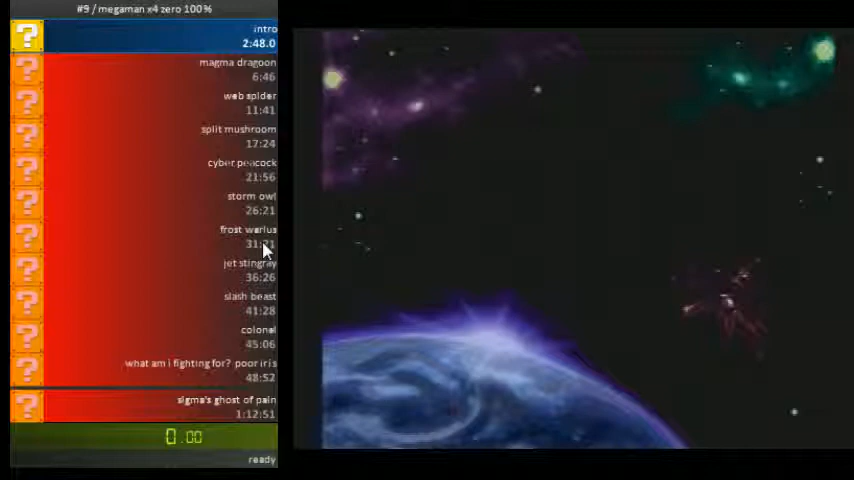 #9 / megaman x4 zero 100%
intro
2:48.0
magma dragoon
6:46
web spider
11:41
split mushroom
17:24
cyber peacock
21:56
storm owl
26:21
frost warlus
31:21
jet stingray
36:26
slash beast
41:28
colonel
45:06
what am i fighting for? poor iris
48:52
sigma's ghost of pain
1:12:51
0.00
ready